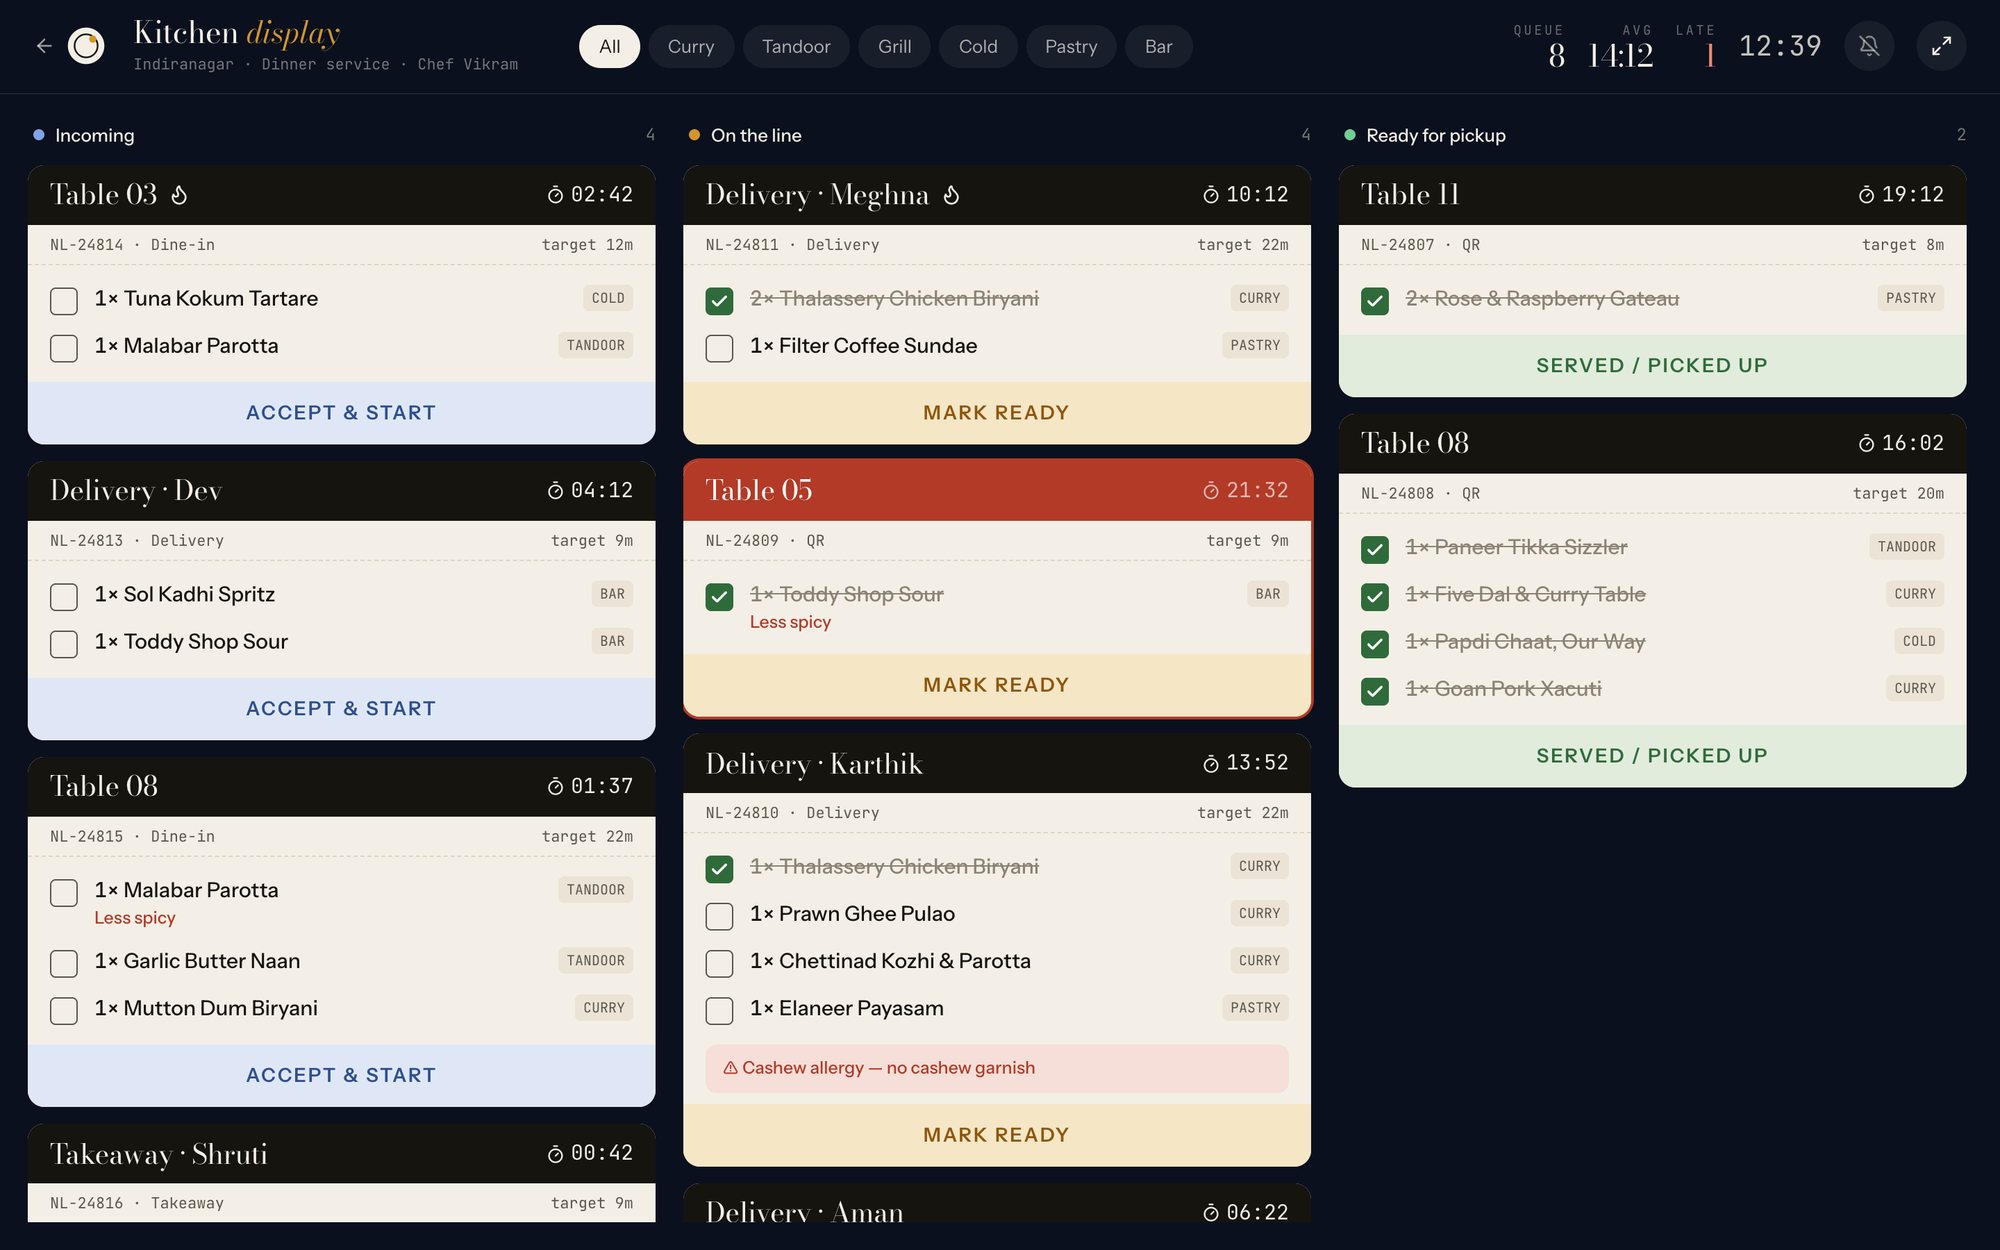 Kitchen display
Indiranagar · Dinner service · Chef Vikram
All
Curry
Tandoor
Grill
Cold
Pastry
Bar
QUEUE
8
AVG
14:12
LATE
1
12:39
Incoming
4
Table 03
02:42
NL-24814 · Dine-in
target 12m
1× Tuna Kokum Tartare
COLD
1× Malabar Parotta
TANDOOR
ACCEPT & START
Delivery · Dev
04:12
NL-24813 · Delivery
target 9m
1× Sol Kadhi Spritz
BAR
1× Toddy Shop Sour
BAR
ACCEPT & START
Table 08
01:37
NL-24815 · Dine-in
target 22m
1× Malabar Parotta
TANDOOR
Less spicy
1× Garlic Butter Naan
TANDOOR
1× Mutton Dum Biryani
CURRY
ACCEPT & START
Takeaway · Shruti
00:42
NL-24816 · Takeaway
target 9m
On the line
4
Delivery · Meghna
10:12
NL-24811 · Delivery
target 22m
2× Thalassery Chicken Biryani
CURRY
1× Filter Coffee Sundae
PASTRY
MARK READY
Table 05
21:32
NL-24809 · QR
target 9m
1× Toddy Shop Sour
BAR
Less spicy
MARK READY
Delivery · Karthik
13:52
NL-24810 · Delivery
target 22m
1× Thalassery Chicken Biryani
CURRY
1× Prawn Ghee Pulao
CURRY
1× Chettinad Kozhi & Parotta
CURRY
1× Elaneer Payasam
PASTRY
Cashew allergy — no cashew garnish
MARK READY
Delivery · Aman
06:22
Ready for pickup
2
Table 11
19:12
NL-24807 · QR
target 8m
2× Rose & Raspberry Gateau
PASTRY
SERVED / PICKED UP
Table 08
16:02
NL-24808 · QR
target 20m
1× Paneer Tikka Sizzler
TANDOOR
1× Five Dal & Curry Table
CURRY
1× Papdi Chaat, Our Way
COLD
1× Goan Pork Xacuti
CURRY
SERVED / PICKED UP